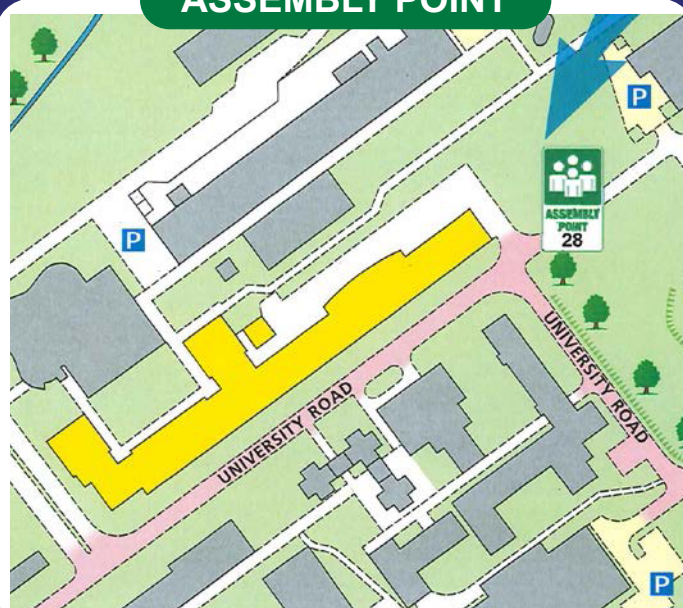 ASSEMBLY POINT
P
ASSEMBLY
POINT
28
P
UNIVERSITY ROAD
UNIVERSITY ROAD
P